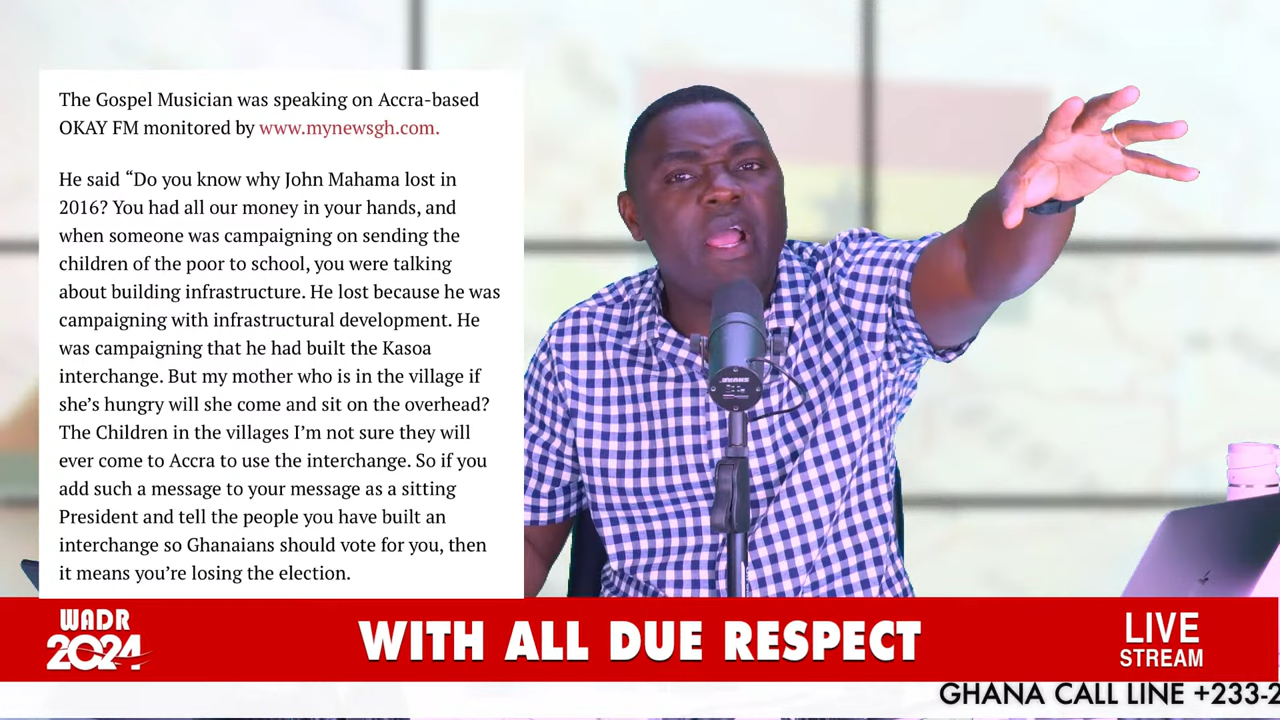 The Gospel Musician was speaking on Accra-based
OKAY FM monitored by www.mynewsgh.com.
He said “Do you know why John Mahama lost in
2016? You had all our money in your hands, and
when someone was campaigning on sending the
children of the poor to school, you were talking
about building infrastructure. He lost because he was
campaigning with infrastructural development. He
was campaigning that he had built the Kasoa
interchange. But my mother who is in the village if
she’s hungry will she come and sit on the overhead?
The Children in the villages I’m not sure they will
ever come to Accra to use the interchange. So if you
add such a message to your message as a sitting
President and tell the people you have built an
interchange so Ghanaians should vote for you, then
it means you’re losing the election.
SHURE
WADR
2024
WITH ALL DUE RESPECT
LIVE
STREAM
GHANA CALL LINE +233-2